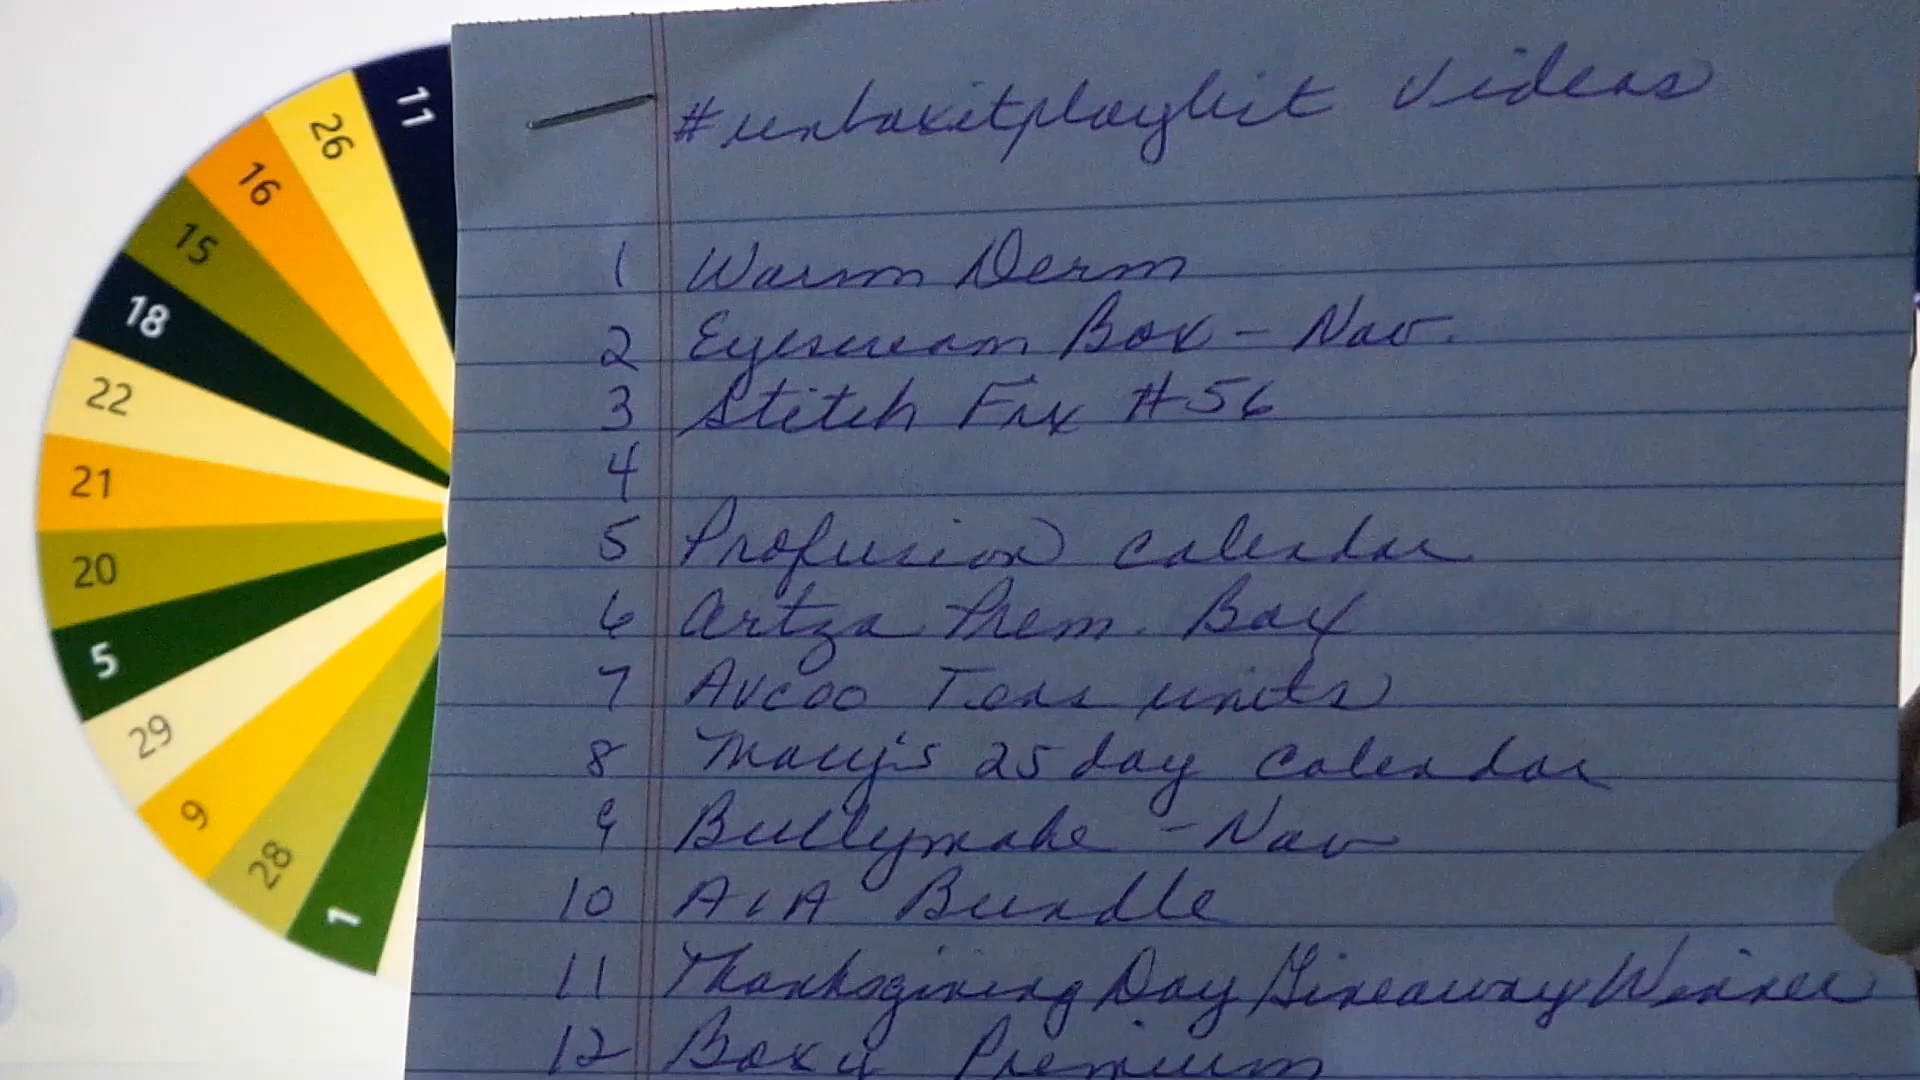 11
26
16
15
18
22
21
20
5
29
9
28
1
#unboxitplaylist Videos
1 Warm Derm
2 Eyescream Box - Nov.
3 Stitch Fix #56
4
5 Profusion calendar
6 Artza Prem. Box
7 AVCOO Tens units
8 Macy's 25 day calendar
9 Bullymake - Nov
10 AIA Bundle
11 Thanksgiving Day Giveaway Winner
12 Boxy Premium